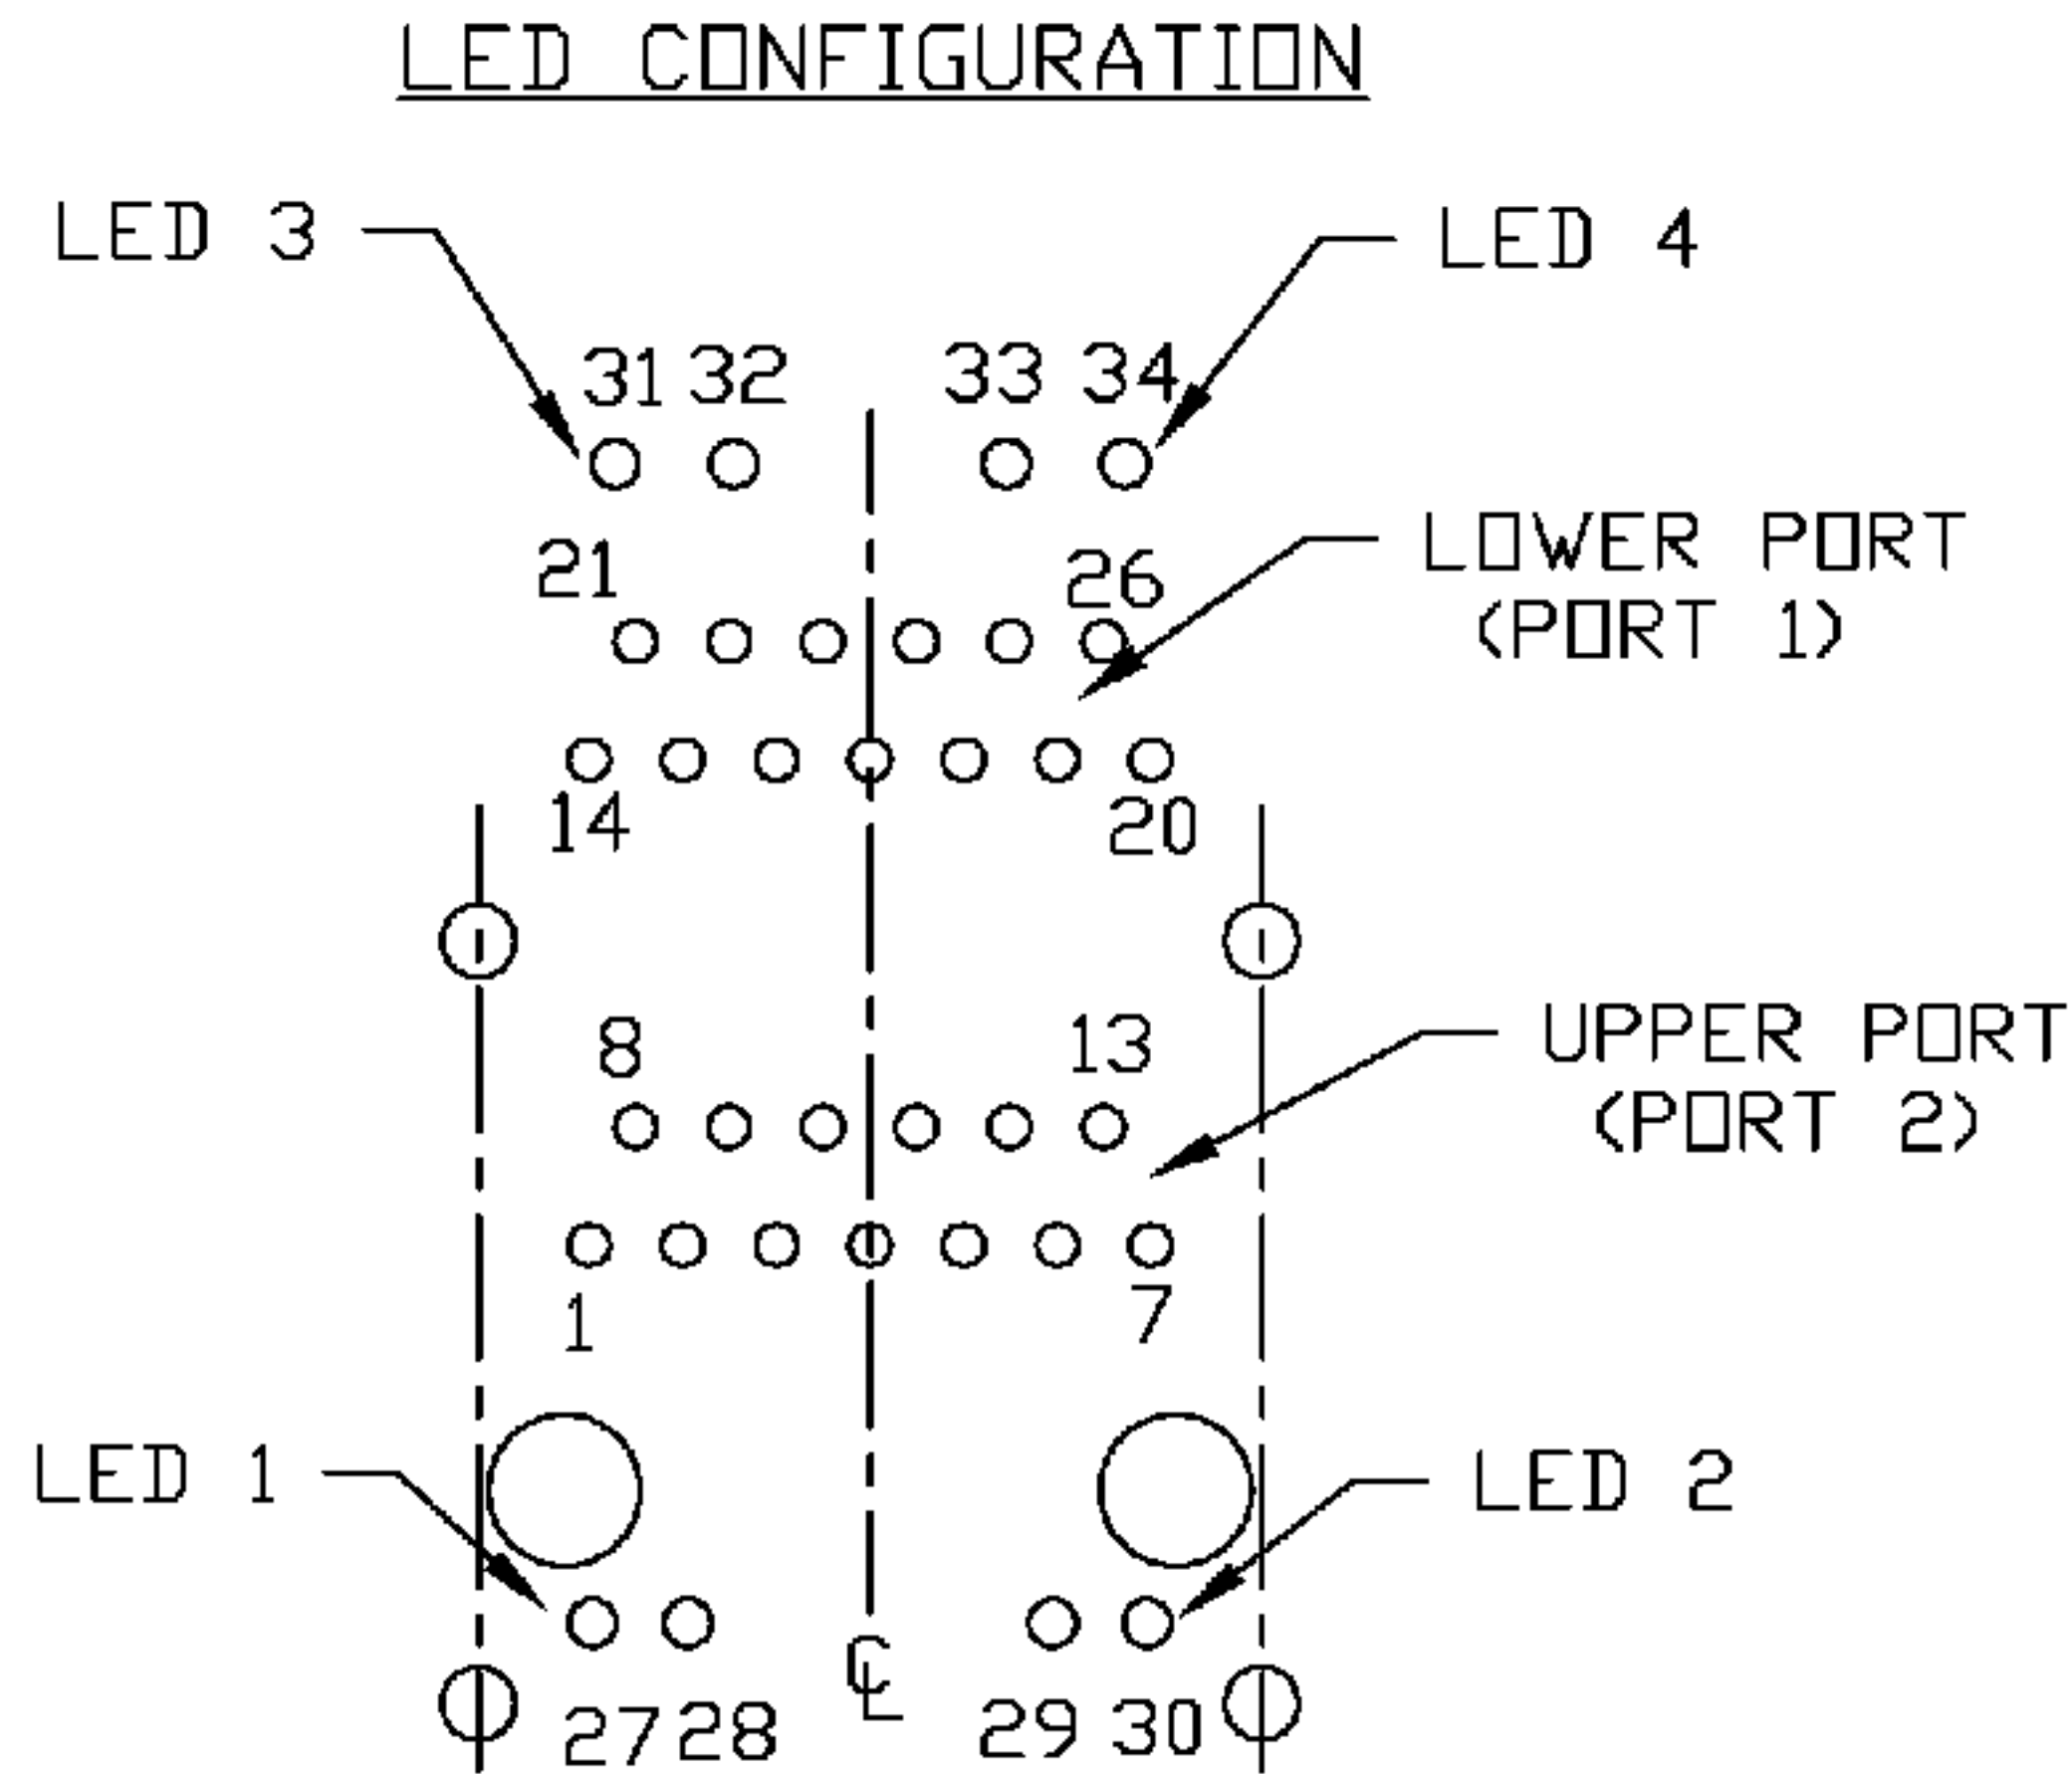 LED CONFIGURATION
LED 3
LED 4
31 32 33 34
LOWER PORT
(PORT 1)
21 26
14 20
UPPER PORT
(PORT 2)
8 13
1 7
LED 1
LED 2
CL
27 28 29 30